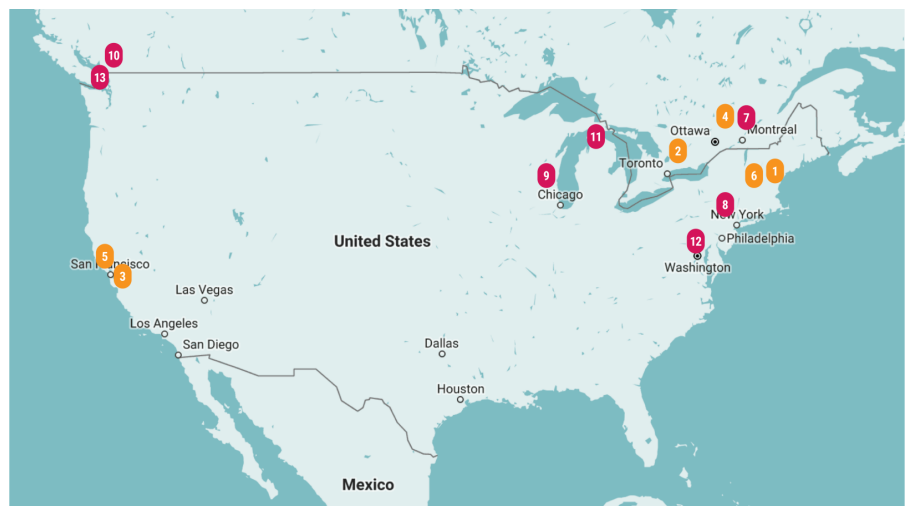 10
13
4
7
Ottawa
Montreal
11
2
Toronto
9
6
1
Chicago
8
New York
United States
12
Philadelphia
5
San Francisco
3
Washington
Las Vegas
Los Angeles
San Diego
Dallas
Houston
Mexico